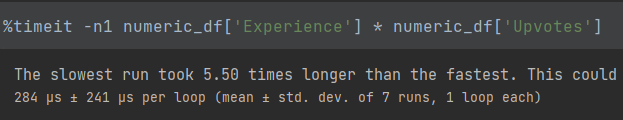 %timeit -n1 numeric_df['Experience'] * numeric_df['Upvotes']
The slowest run took 5.50 times longer than the fastest. This could
284 µs ± 241 µs per loop (mean ± std. dev. of 7 runs, 1 loop each)